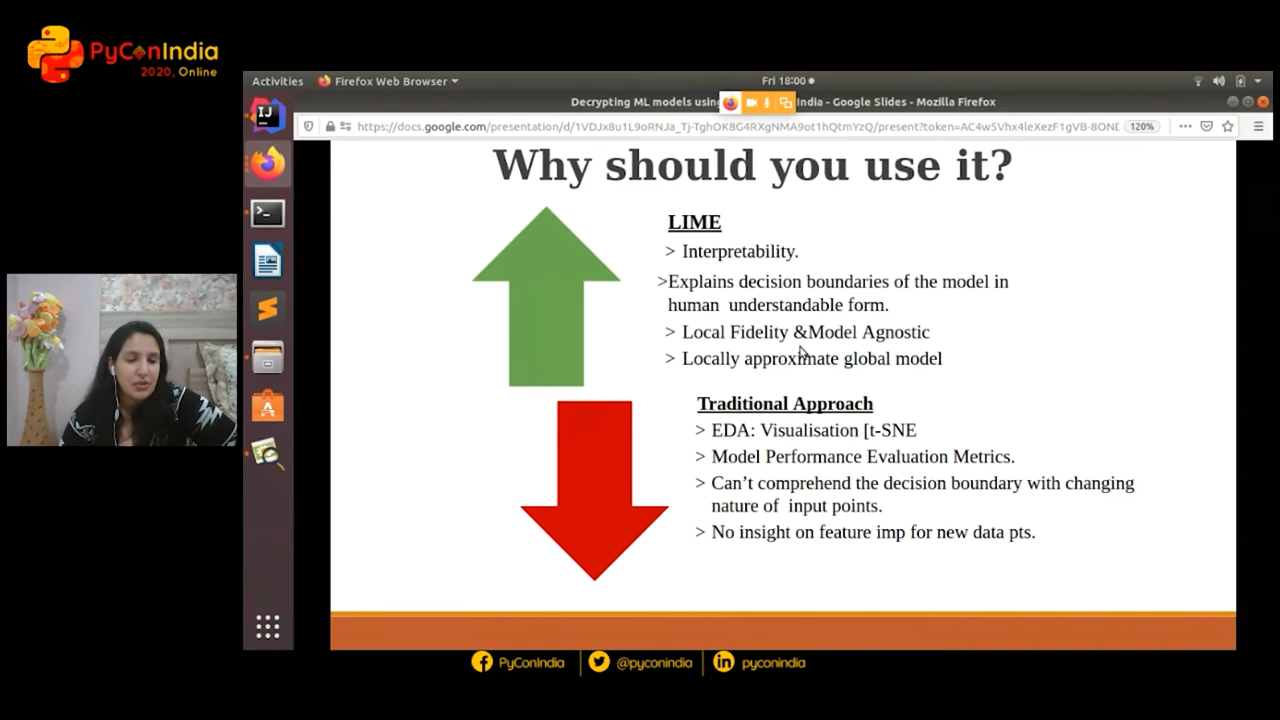 PyConIndia
2020, Online
Activities
Firefox Web Browser
Fri 18:00
Decrypting ML models using
India - Google Slides - Mozilla Firefox
120%
Why should you use it?
LIME
> Interpretability.
>Explains decision boundaries of the model in
human understandable form.
> Local Fidelity &Model Agnostic
> Locally approximate global model
Traditional Approach
> EDA: Visualisation [t-SNE
> Model Performance Evaluation Metrics.
> Can't comprehend the decision boundary with changing
nature of input points.
> No insight on feature imp for new data pts.
IJ
PyConIndia
@pyconindia
pyconindia